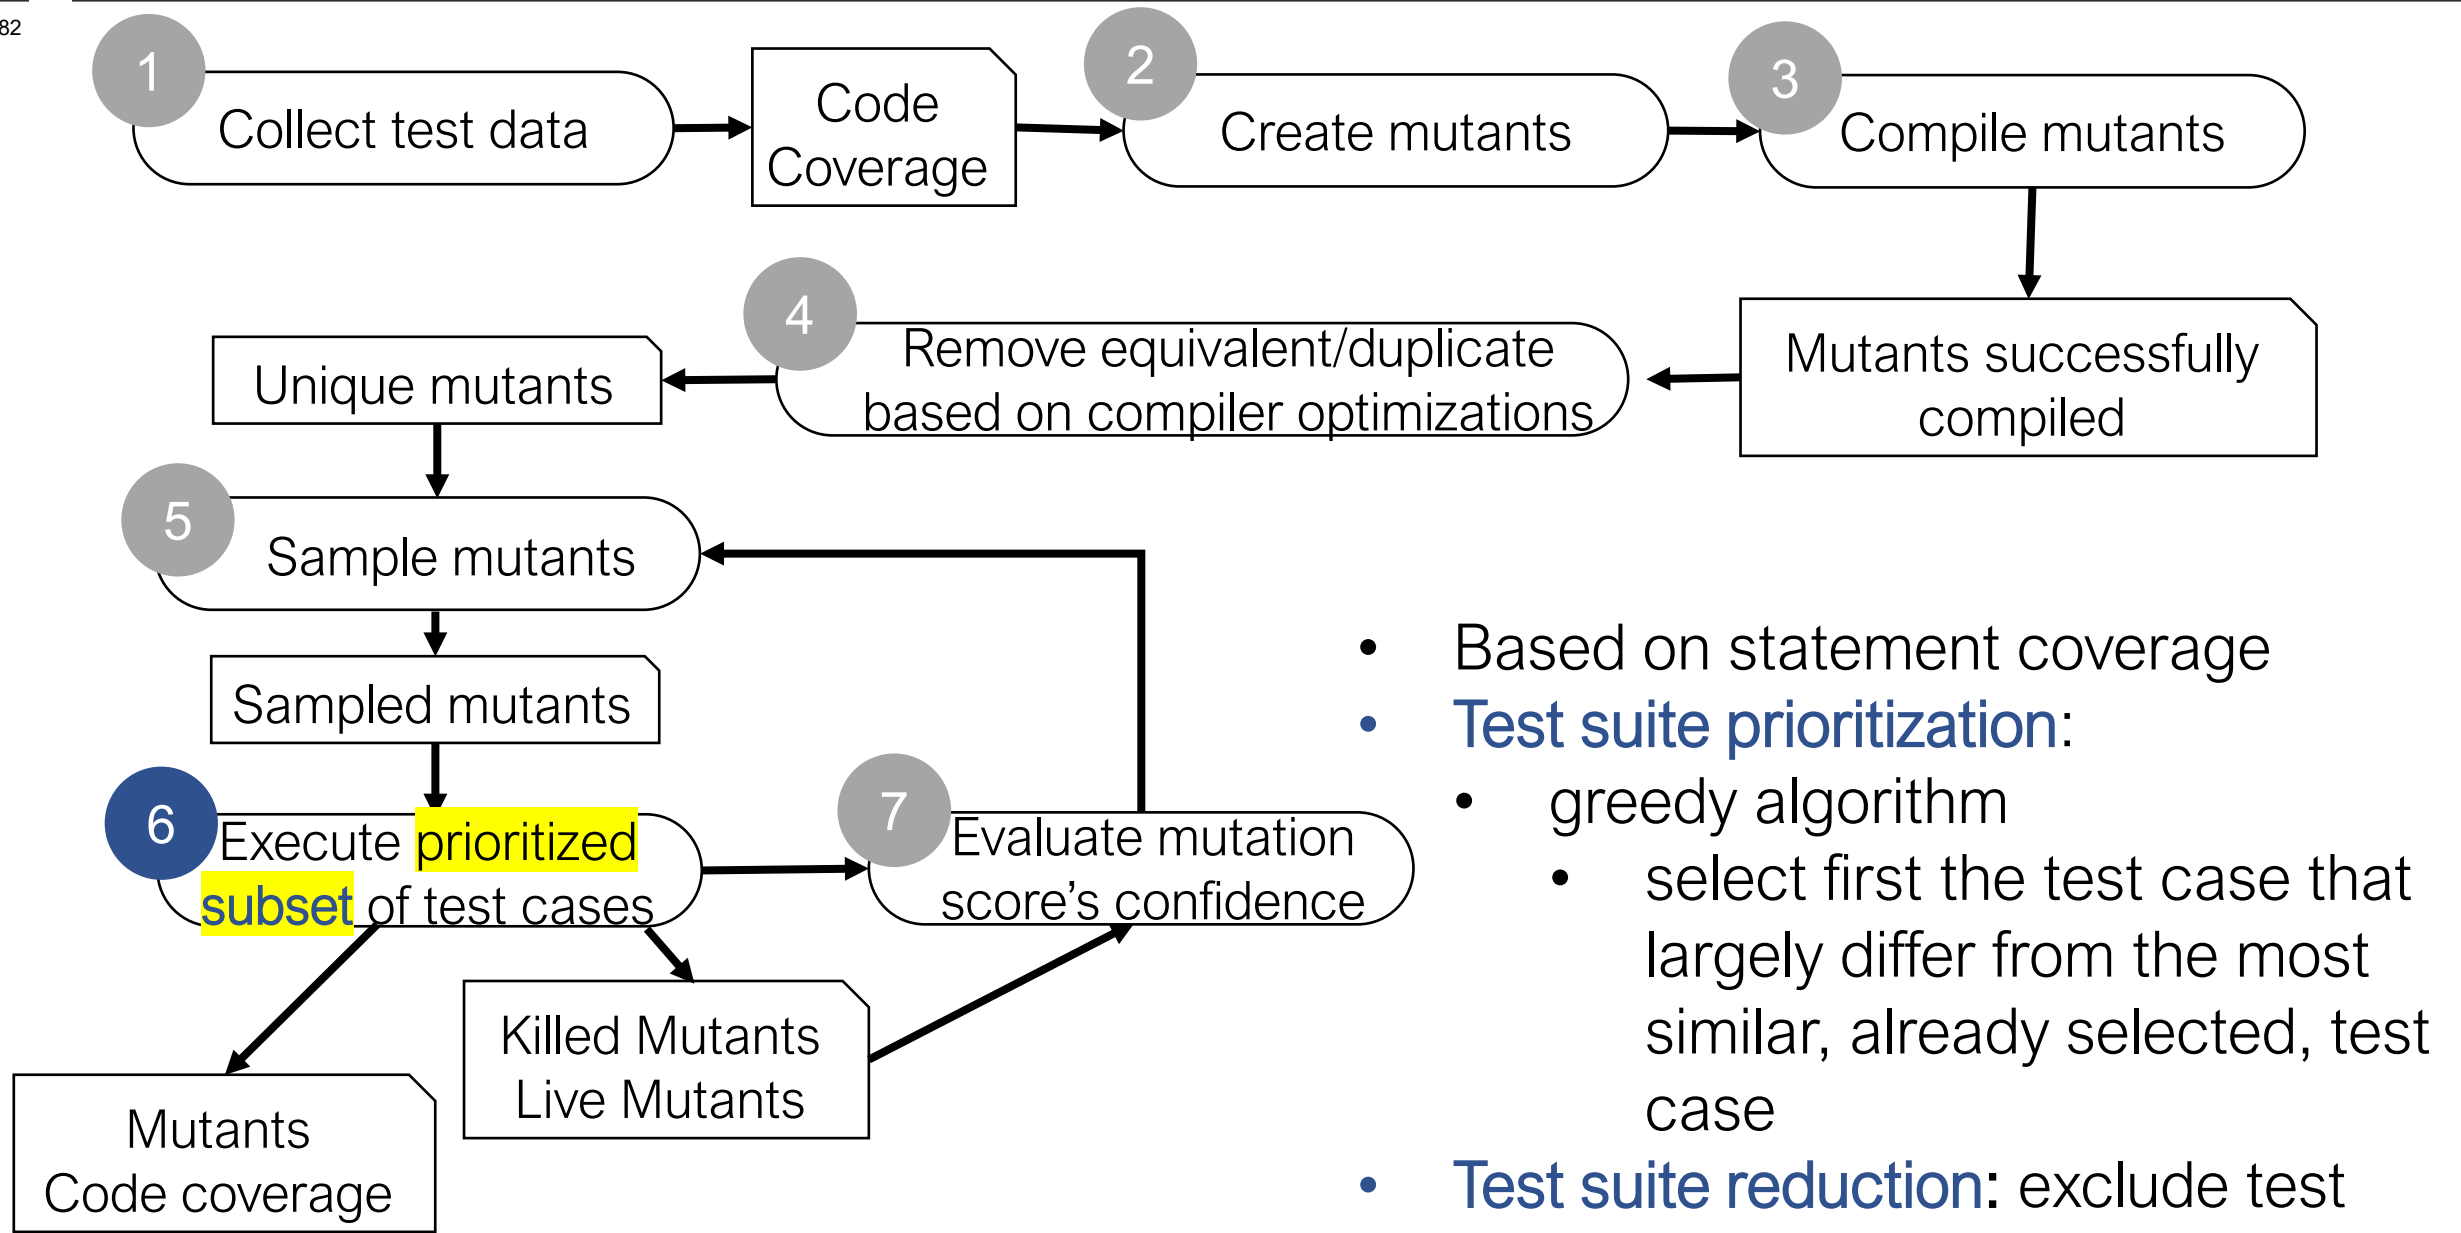 82
1
Collect test data
Code
Coverage
2
Create mutants
3
Compile mutants
4
Remove equivalent/duplicate
based on compiler optimizations
Mutants successfully
compiled
Unique mutants
5
Sample mutants
Sampled mutants
6
Execute prioritized
subset of test cases
7
Evaluate mutation
score's confidence
Killed Mutants
Live Mutants
Mutants
Code coverage
• Based on statement coverage
• Test suite prioritization:
• greedy algorithm
• select first the test case that
largely differ from the most
similar, already selected, test
case
• Test suite reduction: exclude test